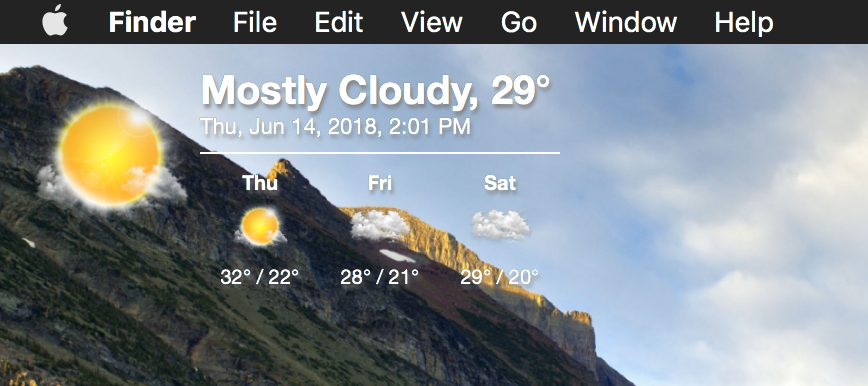 Finder File Edit View Go Window Help
Mostly Cloudy, 29°
Thu, Jun 14, 2018, 2:01 PM
Thu Fri Sat
32° / 22° 28° / 21° 29° / 20°